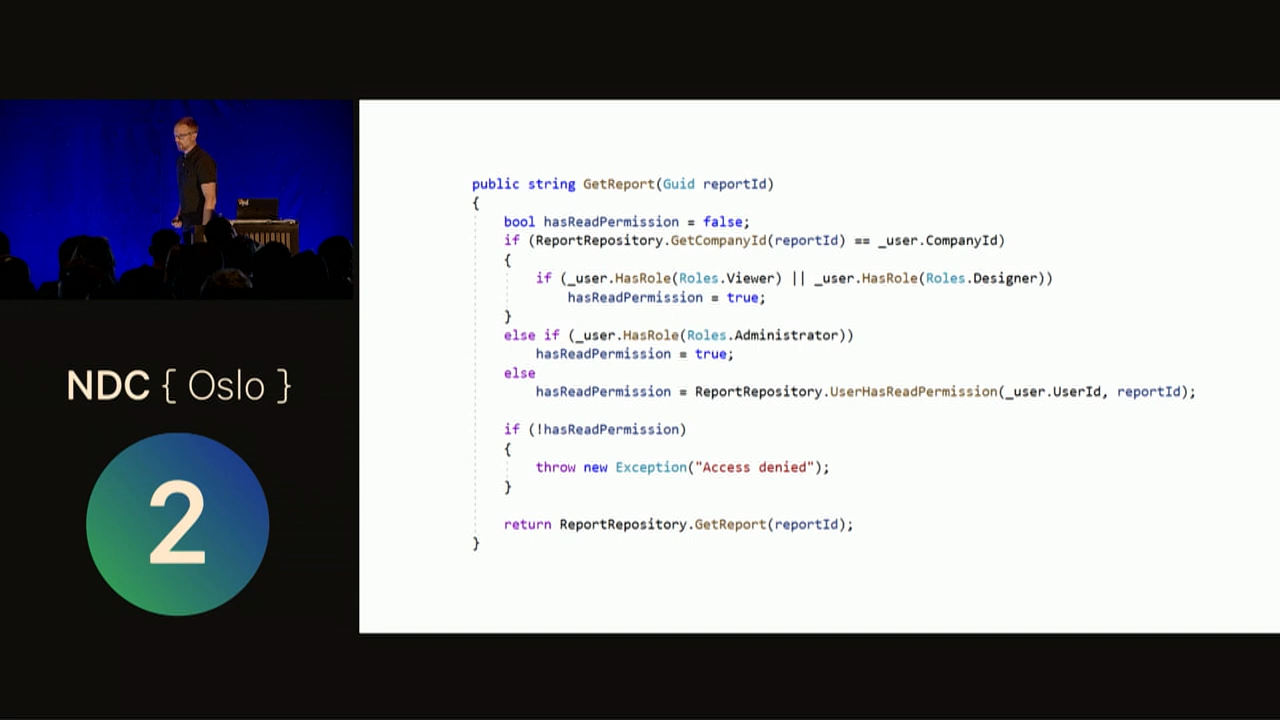 public string GetReport(Guid reportId)
{
bool hasReadPermission = false;
if (ReportRepository.GetCompanyId(reportId) == _user.CompanyId)
{
if (_user.HasRole(Roles.Viewer) || _user.HasRole(Roles.Designer))
hasReadPermission = true;
}
else if (_user.HasRole(Roles.Administrator))
hasReadPermission = true;
else
hasReadPermission = ReportRepository.UserHasReadPermission(_user.UserId, reportId);
if (!hasReadPermission)
{
throw new Exception("Access denied");
}
return ReportRepository.GetReport(reportId);
}
NDC { Oslo }
2